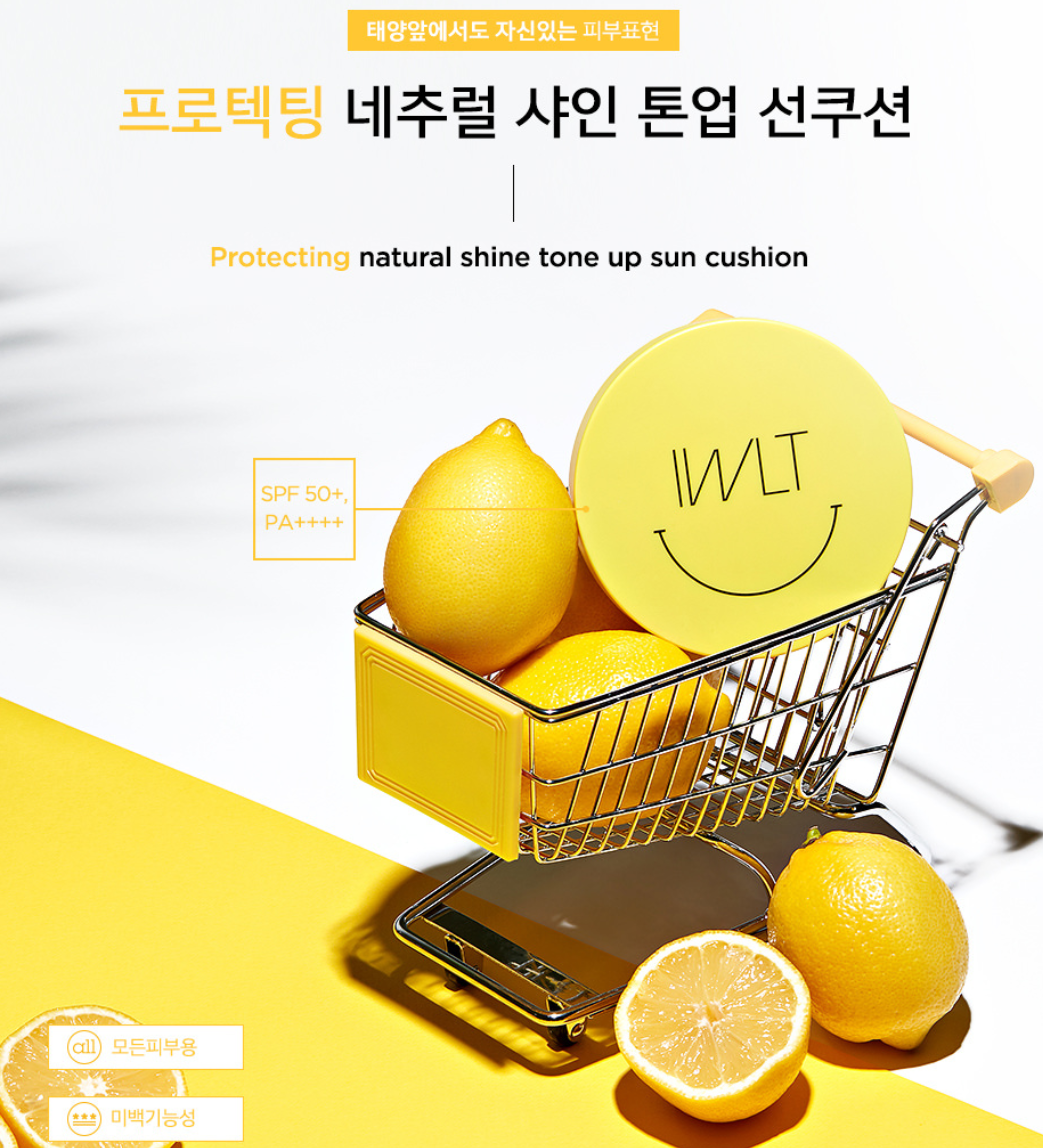 태양앞에서도 자신있는 피부표현
프로텍팅 네추럴 샤인 톤업 선쿠션
Protecting natural shine tone up sun cushion
SPF 50+,
PA++++
IWLT
all 모든피부용
미백기능성